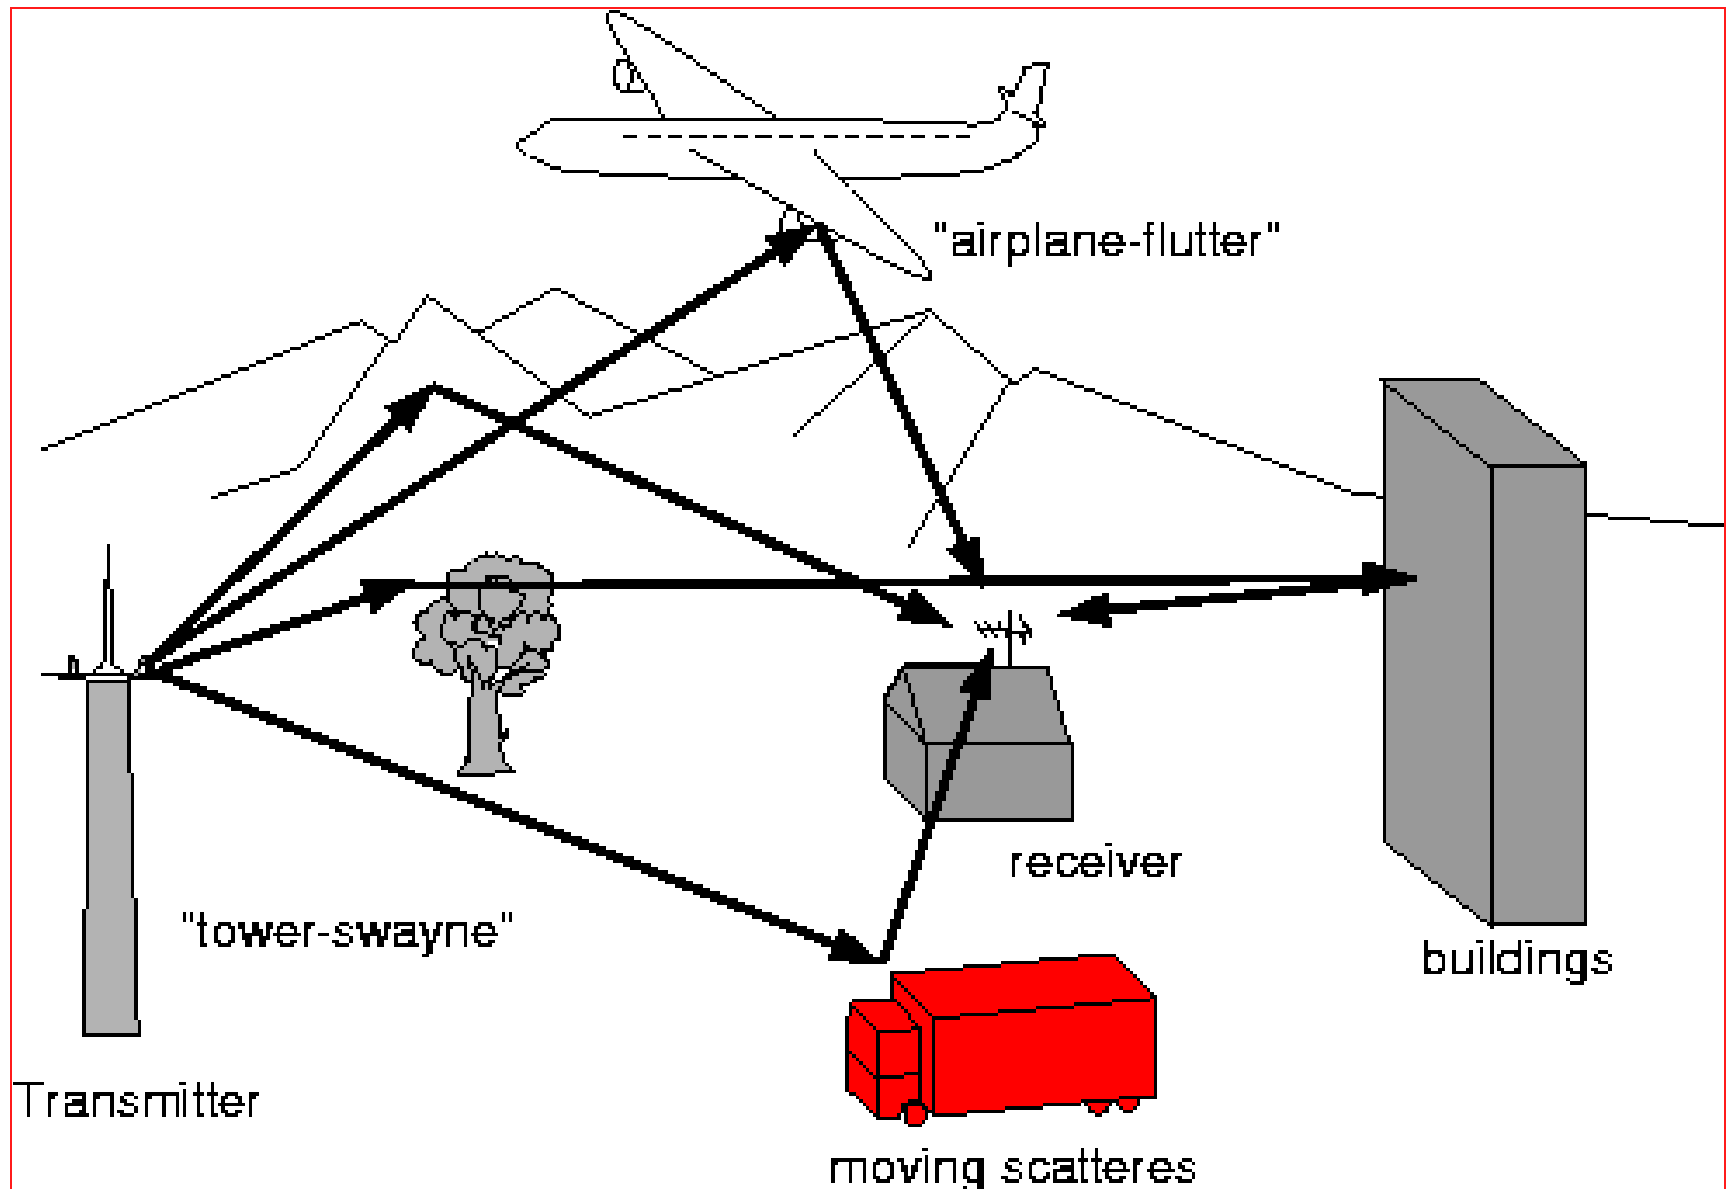 "airplane-flutter"
receiver
"tower-swayne"
buildings
Transmitter
moving scatteres